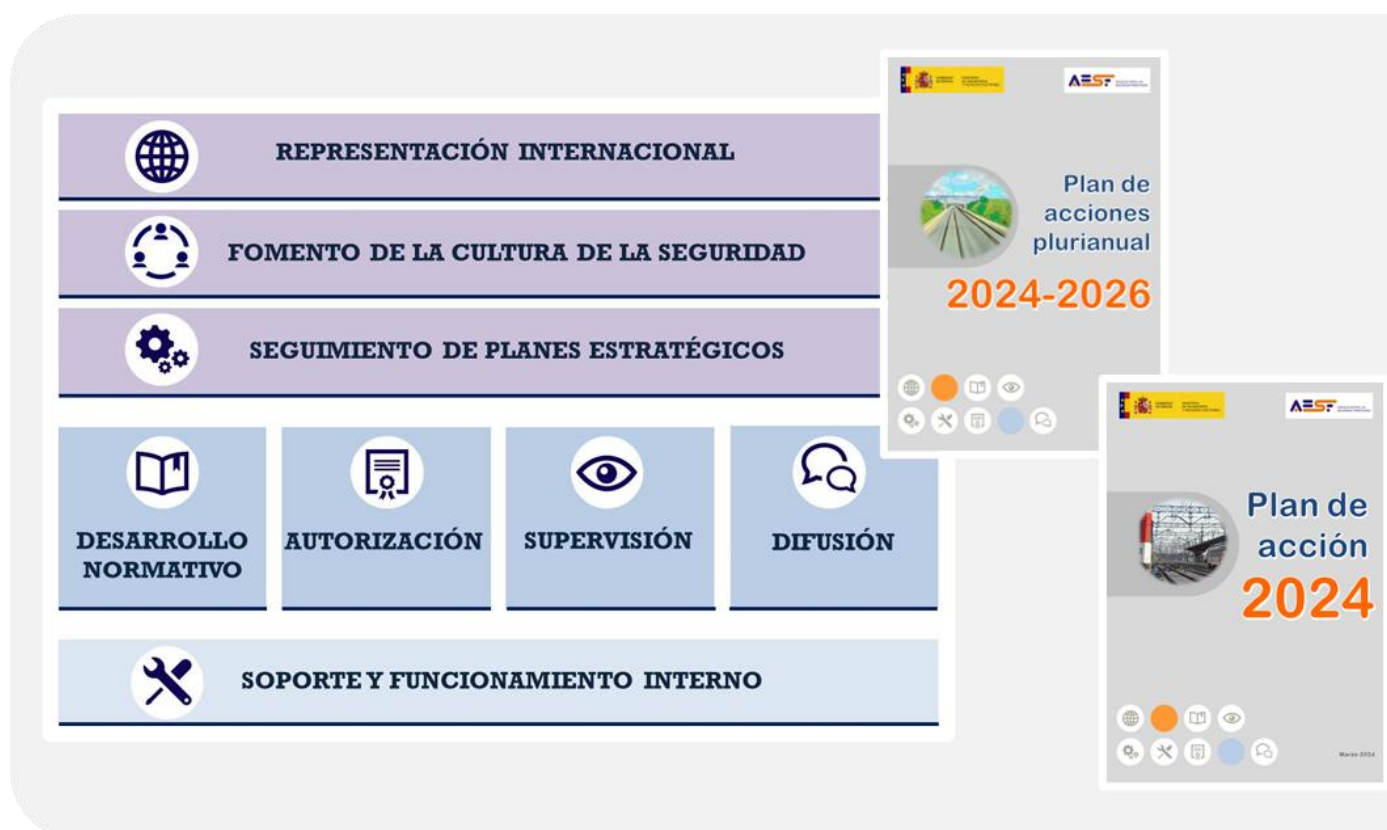 REPRESENTACIÓN INTERNACIONAL
FOMENTO DE LA CULTURA DE LA SEGURIDAD
SEGUIMIENTO DE PLANES ESTRATÉGICOS
DESARROLLO
NORMATIVO
AUTORIZACIÓN
SUPERVISIÓN
DIFUSIÓN
SOPORTE Y FUNCIONAMIENTO INTERNO
AESF
Plan de
acciones
plurianual
2024-2026
AESF
Plan de
acción
2024
Marzo 2024